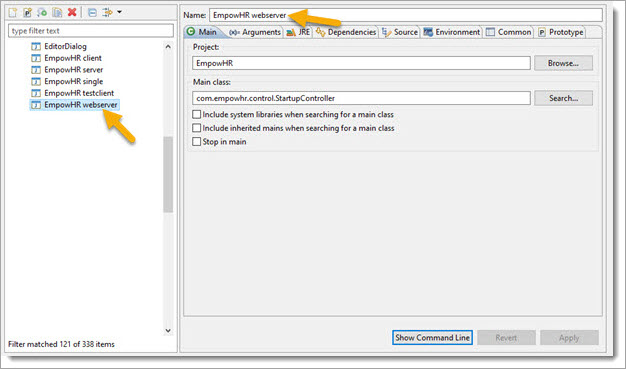 type filter text
EditorDialog
EmpowHR client
EmpowHR server
EmpowHR single
EmpowHR testclient
EmpowHR webserver
Filter matched 121 of 338 items
Name: EmpowHR webserver
Main (x)= Arguments JRE Dependencies Source Environment Common Prototype
Project:
EmpowHR Browse...
Main class:
com.empowhr.control.StartupController Search...
Include system libraries when searching for a main class
Include inherited mains when searching for a main class
Stop in main
Show Command Line Revert Apply